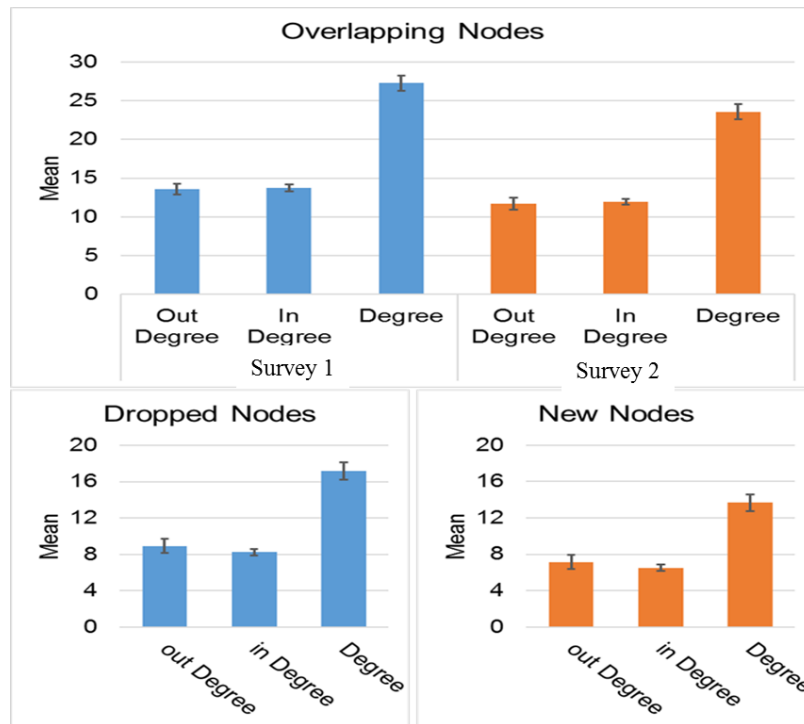 Overlapping Nodes
30
25
20
15
10
5
0
Mean
Out Degree In Degree Degree Out Degree In Degree Degree
Survey 1 Survey 2
Dropped Nodes
20
16
12
8
4
0
Mean
out Degree in Degree Degree
New Nodes
20
16
12
8
4
0
Mean
out Degree in Degree Degree